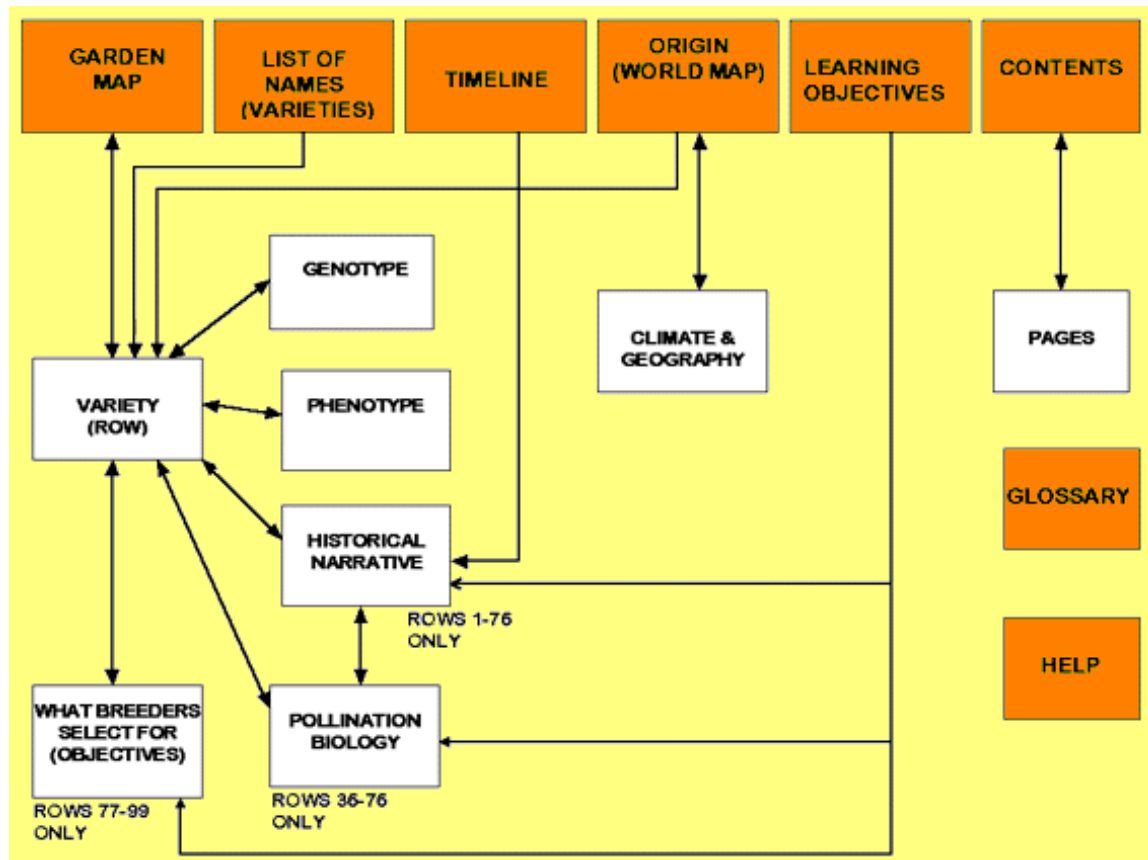 GARDEN
MAP
LIST OF
NAMES
(VARIETIES)
TIMELINE
ORIGIN
(WORLD MAP)
LEARNING
OBJECTIVES
CONTENTS
GENOTYPE
CLIMATE &
GEOGRAPHY
PAGES
VARIETY
(ROW)
PHENOTYPE
GLOSSARY
HISTORICAL
NARRATIVE
ROWS 1-76
ONLY
HELP
WHAT BREEDERS
SELECT FOR
(OBJECTIVES)
POLLINATION
BIOLOGY
ROWS 77-99
ONLY
ROWS 36-76
ONLY